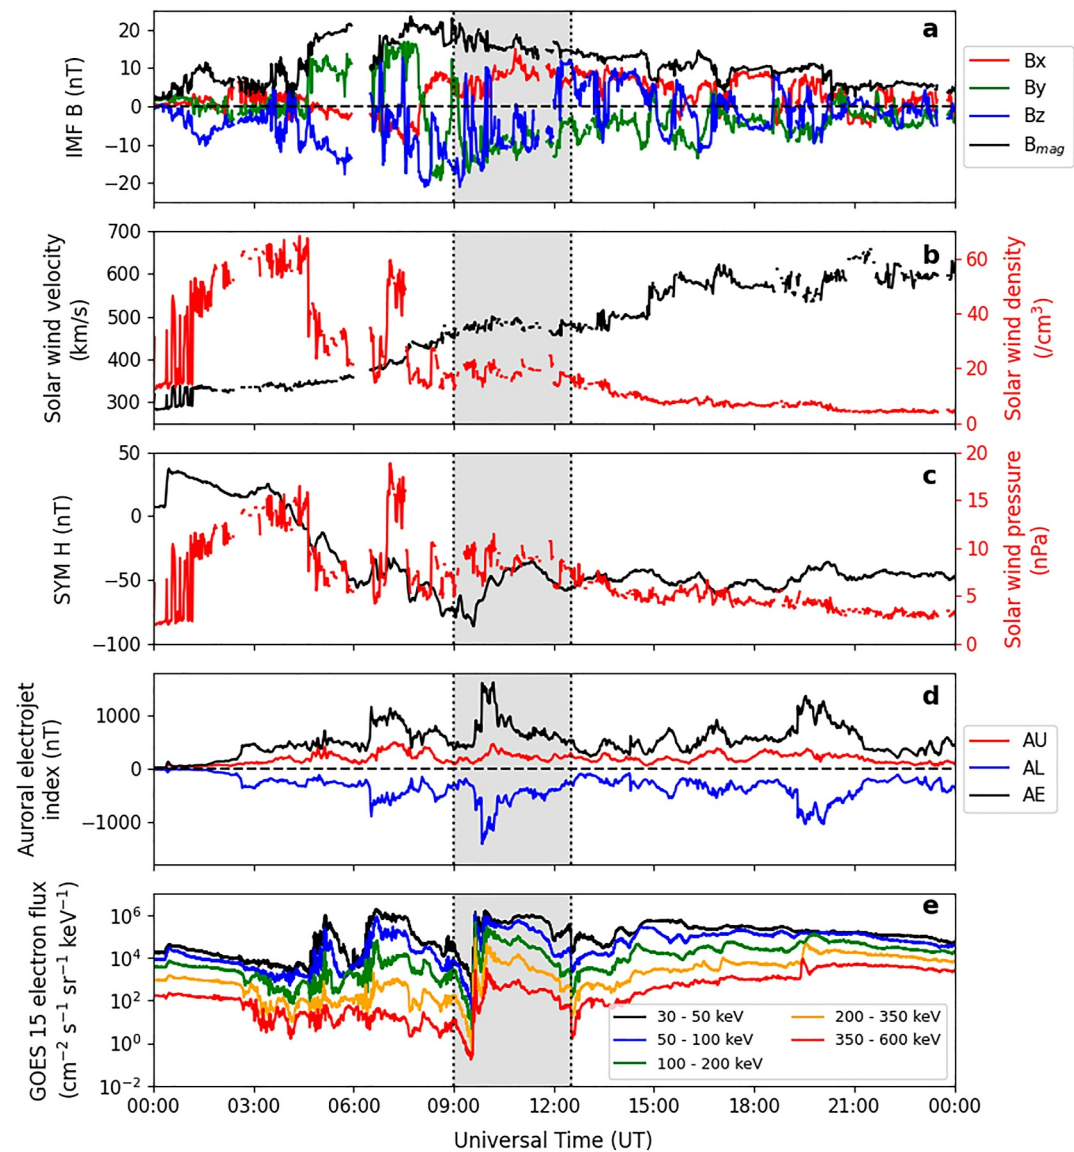 a
20
10
0
−10
−20
IMF B (nT)
Bx
By
Bz
Bmag
b
700
600
500
400
300
Solar wind velocity
(km/s)
60
40
20
0
Solar wind density
(/cm³)
c
50
0
−50
−100
SYM H (nT)
20
15
10
5
0
Solar wind pressure
(nPa)
d
1000
0
−1000
Auroral electrojet
index (nT)
AU
AL
AE
e
10⁶
10⁴
10²
10⁰
10⁻²
GOES 15 electron flux
(cm⁻² s⁻¹ sr⁻¹ keV⁻¹)
30 - 50 keV
50 - 100 keV
100 - 200 keV
200 - 350 keV
350 - 600 keV
00:00 03:00 06:00 09:00 12:00 15:00 18:00 21:00 00:00
Universal Time (UT)